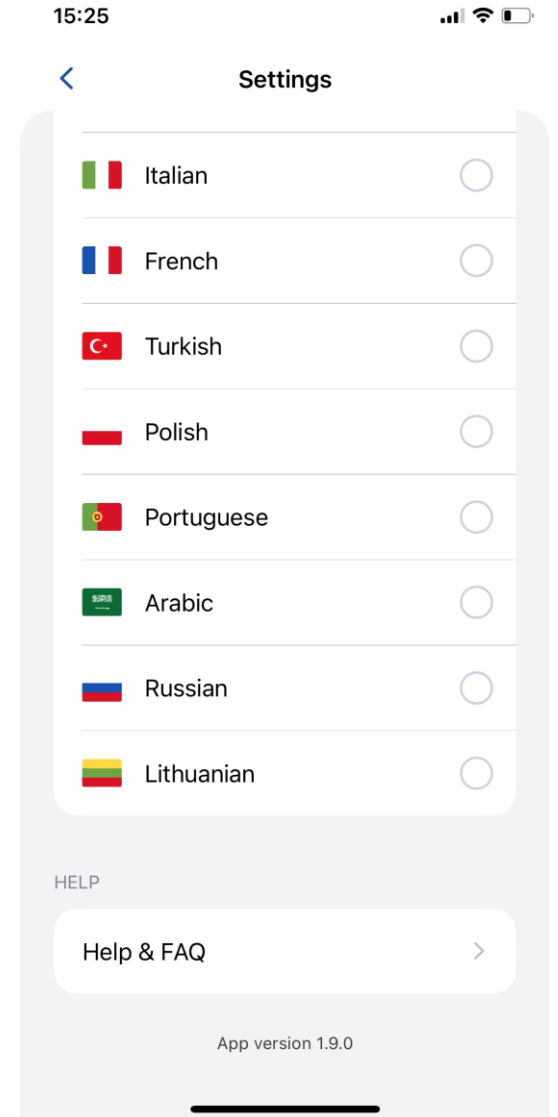 15:25
Settings
Italian
French
Turkish
Polish
Portuguese
Arabic
Russian
Lithuanian
HELP
Help & FAQ
App version 1.9.0